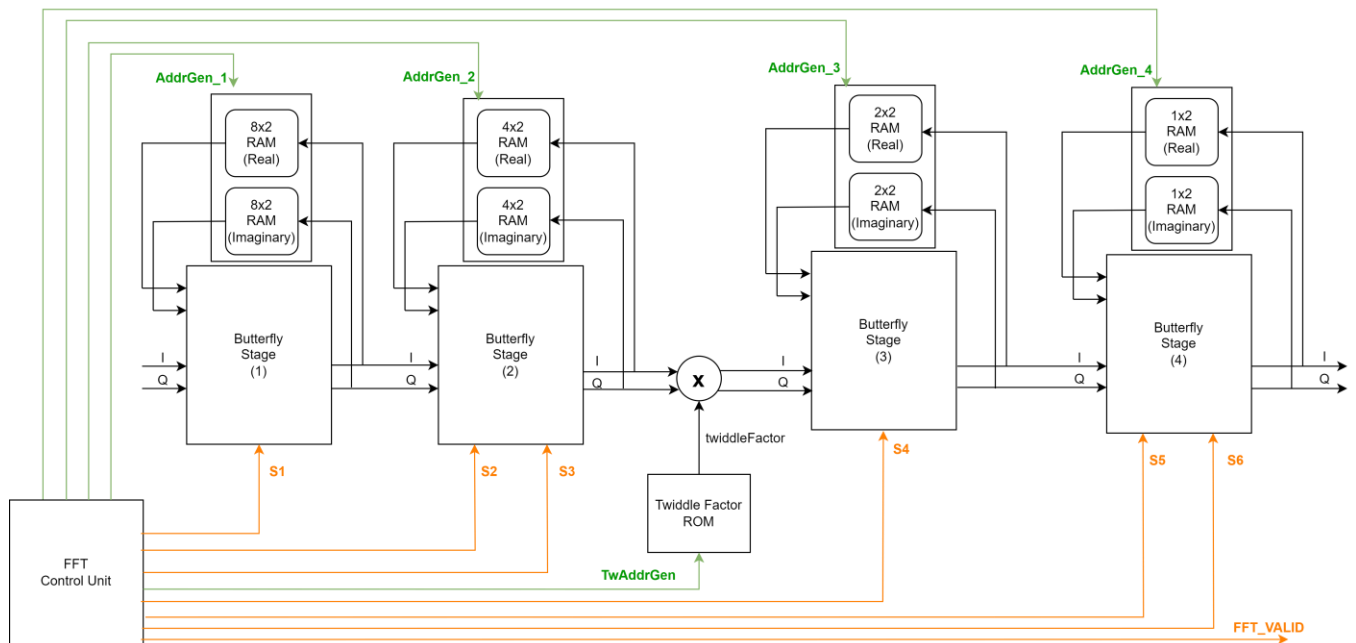 AddrGen_1
AddrGen_2
AddrGen_3
AddrGen_4
8x2
RAM
(Real)
8x2
RAM
(Imaginary)
4x2
RAM
(Real)
4x2
RAM
(Imaginary)
2x2
RAM
(Real)
2x2
RAM
(Imaginary)
1x2
RAM
(Real)
1x2
RAM
(Imaginary)
I
Q
Butterfly
Stage
(1)
I
Q
Butterfly
Stage
(2)
I
Q
x
I
Q
Butterfly
Stage
(3)
I
Q
Butterfly
Stage
(4)
I
Q
twiddleFactor
S1
S2
S3
S4
S5
S6
Twiddle Factor
ROM
FFT
Control Unit
TwAddrGen
FFT_VALID